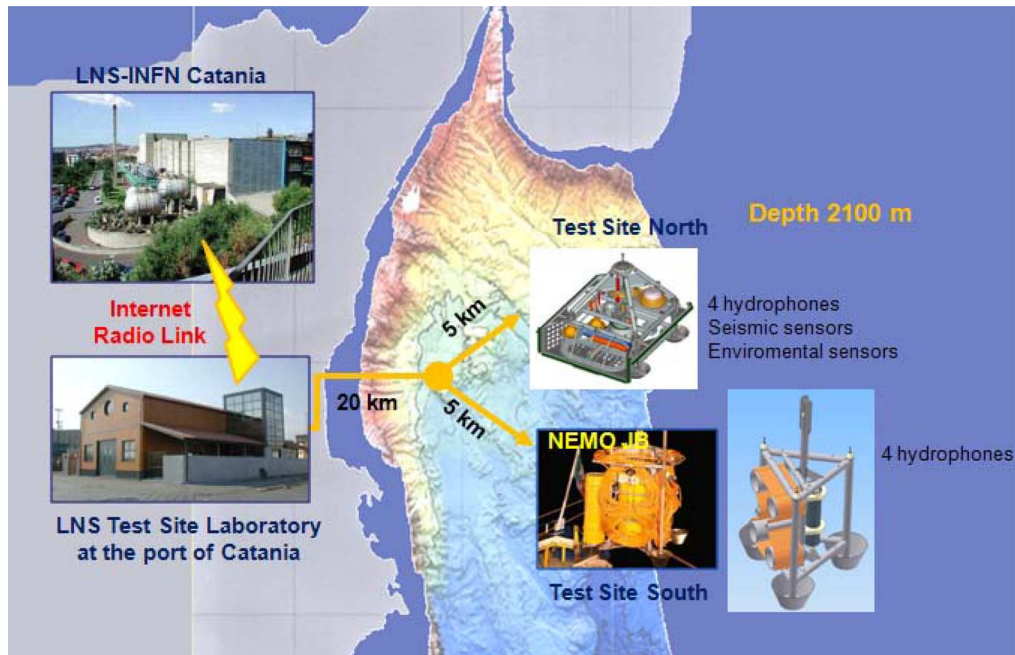 LNS-INFN Catania
Internet
Radio Link
LNS Test Site Laboratory
at the port of Catania
20 km
5 km
5 km
Test Site North
Depth 2100 m
4 hydrophones
Seismic sensors
Enviromental sensors
NEMO JB
Test Site South
4 hydrophones